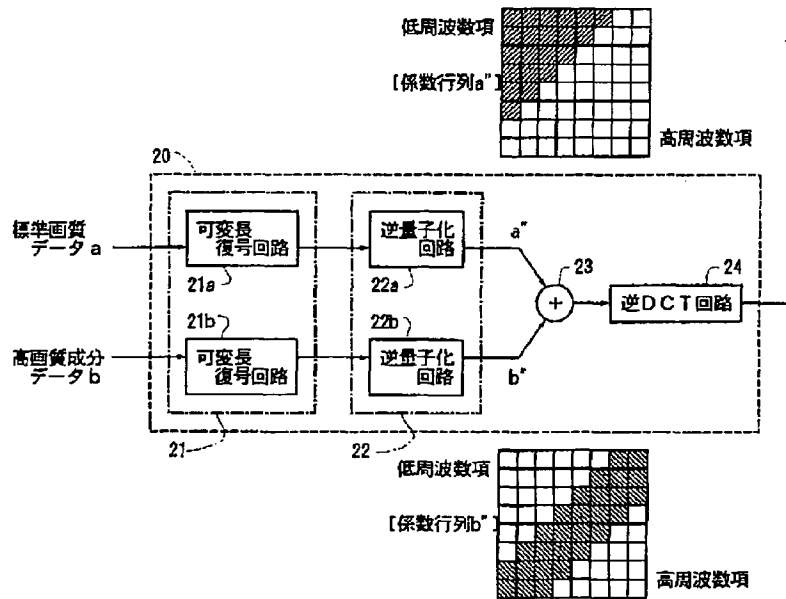 低周波数項
[係数行列a"]
高周波数項
20
標準画質
データa
可変長
復号回路
21a
逆量子化
回路
22a
a"
23
24
逆DCT回路
高画質成分
データb
21b
可変長
復号回路
22b
逆量子化
回路
b"
21
22
低周波数項
[係数行列b"]
高周波数項